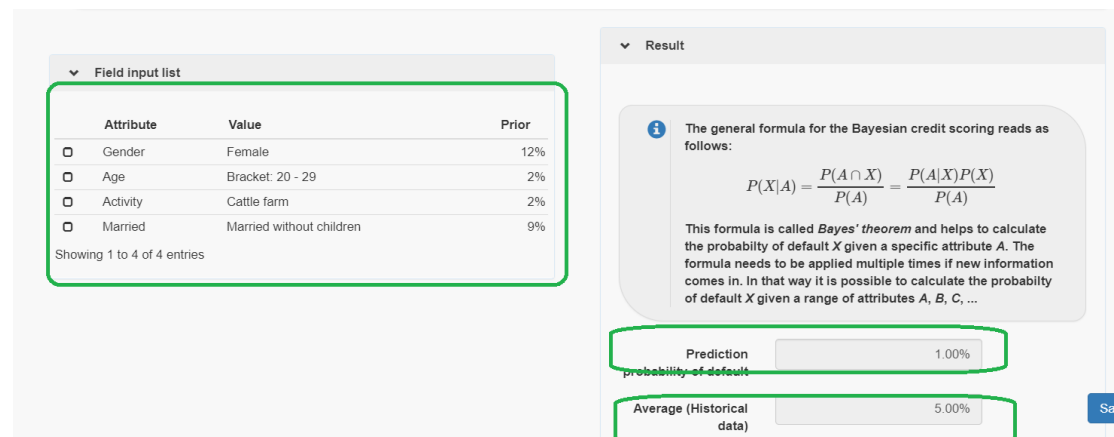 Field input list
Attribute Value Prior
Gender Female 12%
Age Bracket: 20 - 29 2%
Activity Cattle farm 2%
Married Married without children 9%
Showing 1 to 4 of 4 entries
Result
The general formula for the Bayesian credit scoring reads as
follows:
P(X|A) = P(A ∩ X) / P(A) = P(A|X)P(X) / P(A)
This formula is called Bayes' theorem and helps to calculate
the probabilty of default X given a specific attribute A. The
formula needs to be applied multiple times if new information
comes in. In that way it is possible to calculate the probabilty
of default X given a range of attributes A, B, C, ...
Prediction 1.00%
probability of default
Average (Historical 5.00%
data)
Sa